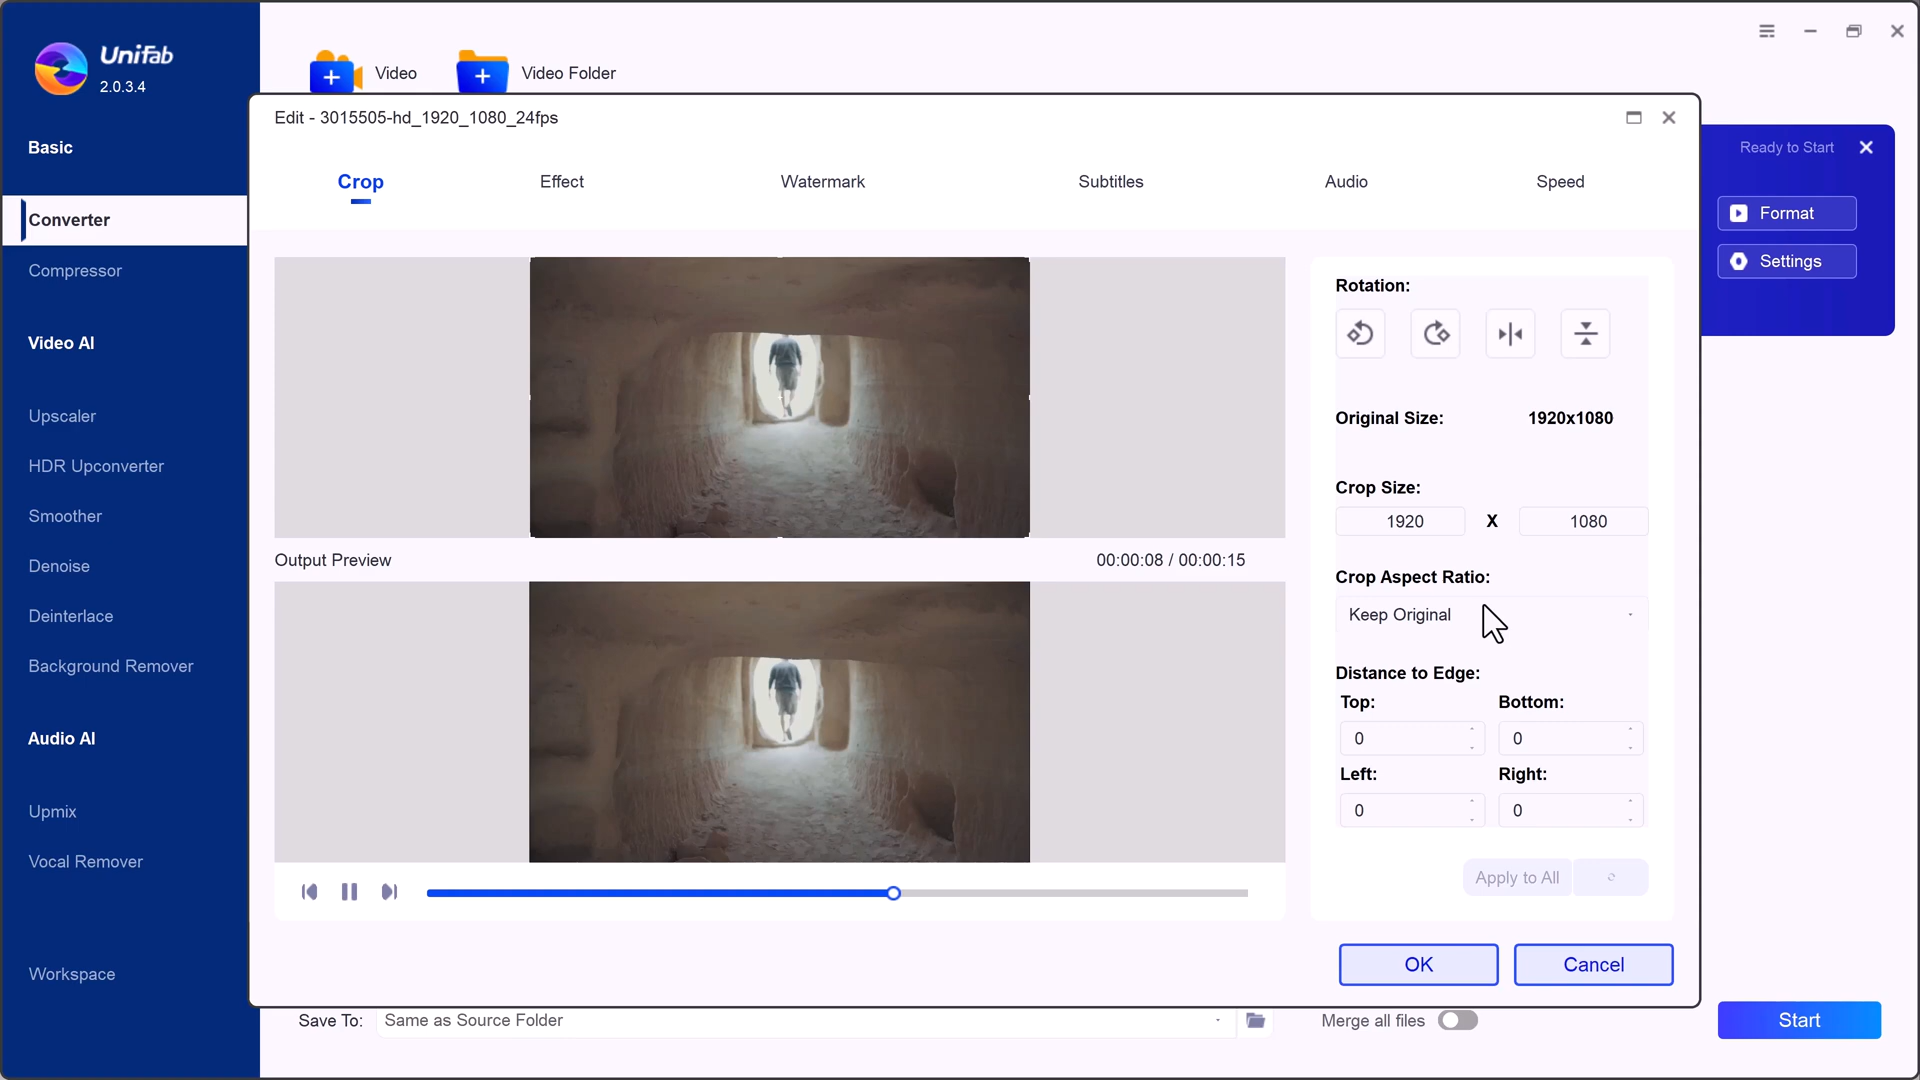 UniFab
2.0.3.4
Video
Video Folder
Basic
Converter
Compressor
Video AI
Upscaler
HDR Upconverter
Smoother
Denoise
Deinterlace
Background Remover
Audio AI
Upmix
Vocal Remover
Workspace
Edit - 3015505-hd_1920_1080_24fps
Crop
Effect
Watermark
Subtitles
Audio
Speed
Output Preview
00:00:08 / 00:00:15
Rotation:
Original Size: 1920x1080
Crop Size:
1920 X 1080
Crop Aspect Ratio:
Keep Original
Distance to Edge:
Top: Bottom:
0 0
Left: Right:
0 0
Apply to All
OK
Cancel
Ready to Start
Format
Settings
Save To: Same as Source Folder
Merge all files
Start